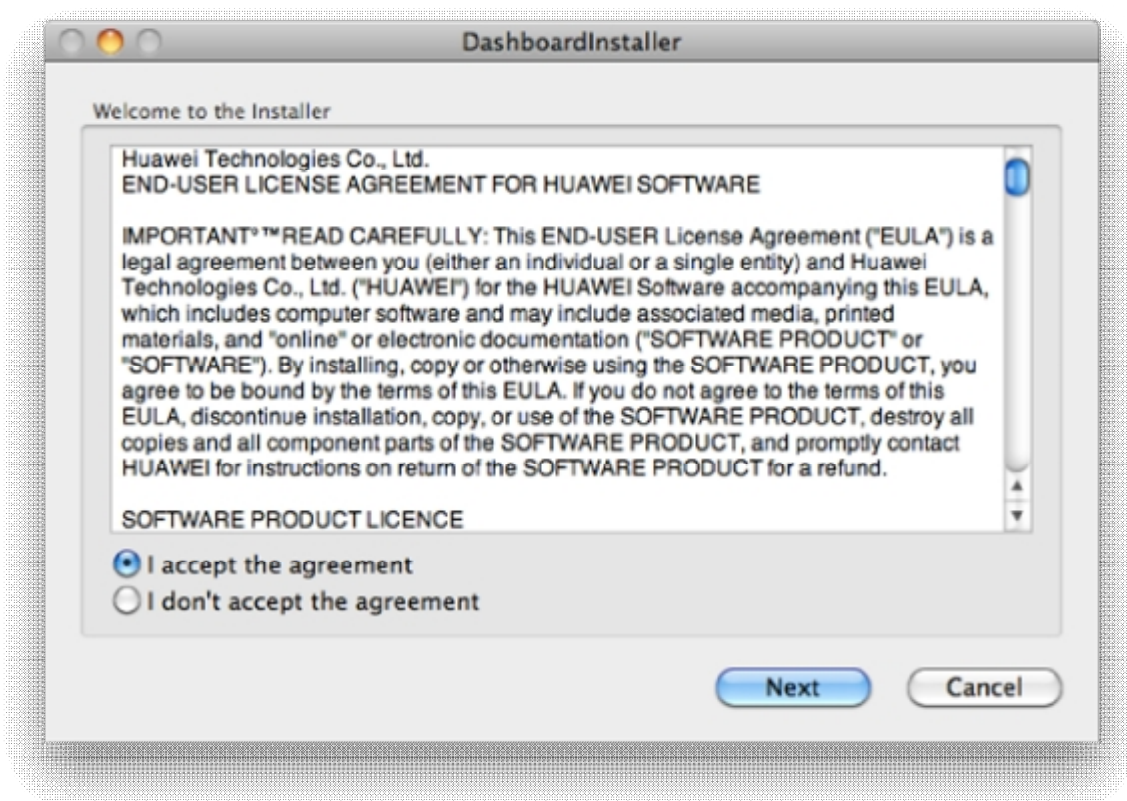 DashboardInstaller
Welcome to the Installer
Huawei Technologies Co., Ltd.
END-USER LICENSE AGREEMENT FOR HUAWEI SOFTWARE
IMPORTANT°™READ CAREFULLY: This END-USER License Agreement ("EULA") is a
legal agreement between you (either an individual or a single entity) and Huawei
Technologies Co., Ltd. ("HUAWEI") for the HUAWEI Software accompanying this EULA,
which includes computer software and may include associated media, printed
materials, and "online" or electronic documentation ("SOFTWARE PRODUCT" or
"SOFTWARE"). By installing, copy or otherwise using the SOFTWARE PRODUCT, you
agree to be bound by the terms of this EULA. If you do not agree to the terms of this
EULA, discontinue installation, copy, or use of the SOFTWARE PRODUCT, destroy all
copies and all component parts of the SOFTWARE PRODUCT, and promptly contact
HUAWEI for instructions on return of the SOFTWARE PRODUCT for a refund.
SOFTWARE PRODUCT LICENCE
I accept the agreement
I don't accept the agreement
Next Cancel